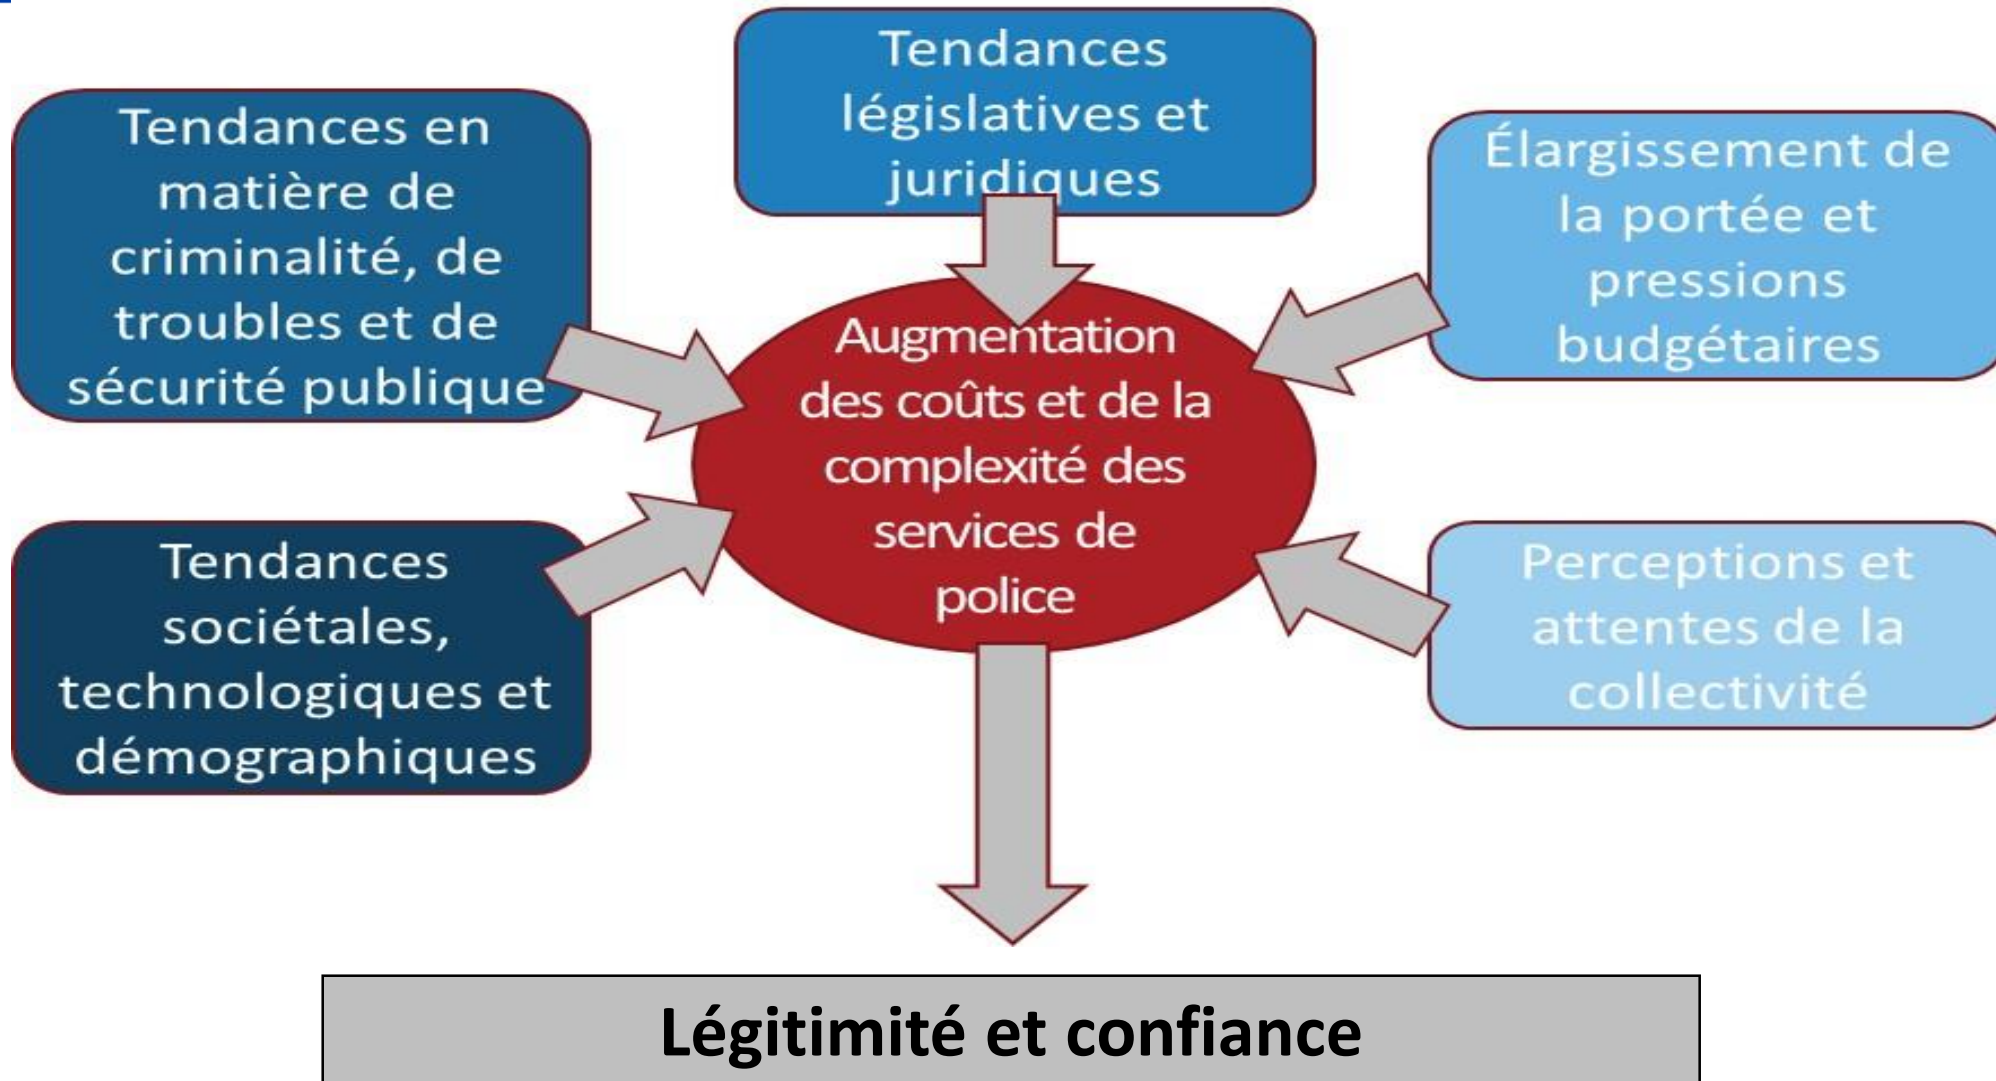 Tendances
législatives et
juridiques
Tendances en
matière de
criminalité, de
troubles et de
sécurité publique
Élargissement de
la portée et
pressions
budgétaires
Augmentation
des coûts et de la
complexité des
services de
police
Tendances
sociétales,
technologiques et
démographiques
Perceptions et
attentes de la
collectivité
Légitimité et confiance